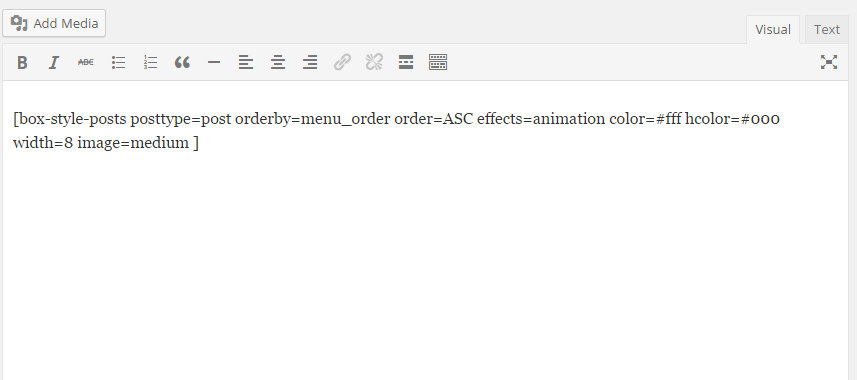 Add Media
Visual Text
B I ABC
[box-style-posts posttype=post orderby=menu_order order=ASC effects=animation color=#fff hcolor=#000
width=8 image=medium ]